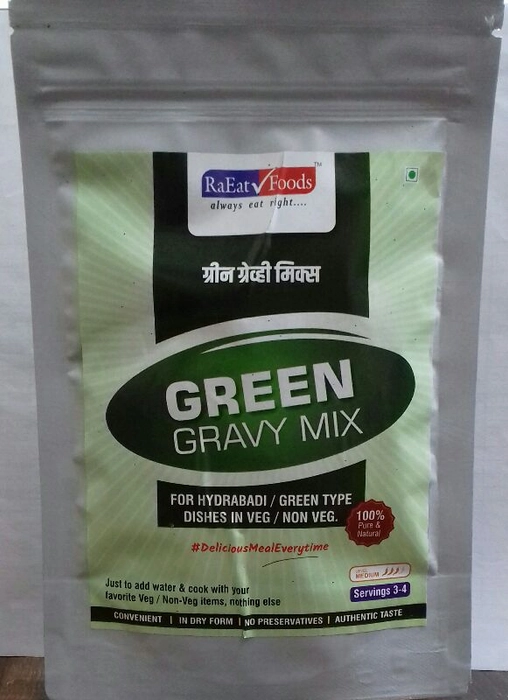 RaEat Foods TM
always eat right....
ग्रीन ग्रेव्ही मिक्स
GREEN
GRAVY MIX
FOR HYDRABADI / GREEN TYPE
DISHES IN VEG / NON VEG.
100%
Pure &
Natural
#DeliciousMealEverytime
MEDIUM
Just to add water & cook with your
favorite Veg / Non-Veg items, nothing else
Servings 3-4
CONVENIENT | IN DRY FORM | NO PRESERVATIVES | AUTHENTIC TASTE